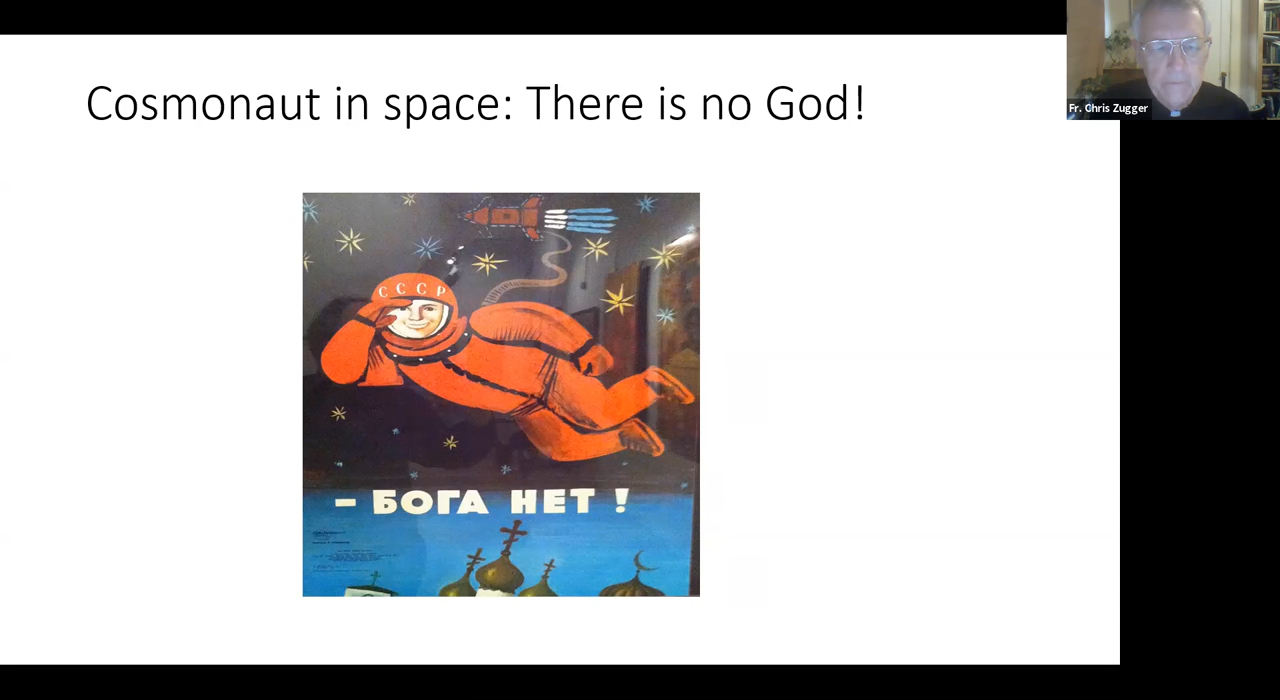 Cosmonaut in space: There is no God!
Fr. Chris Zugger
СССР
– БОГА НЕТ !